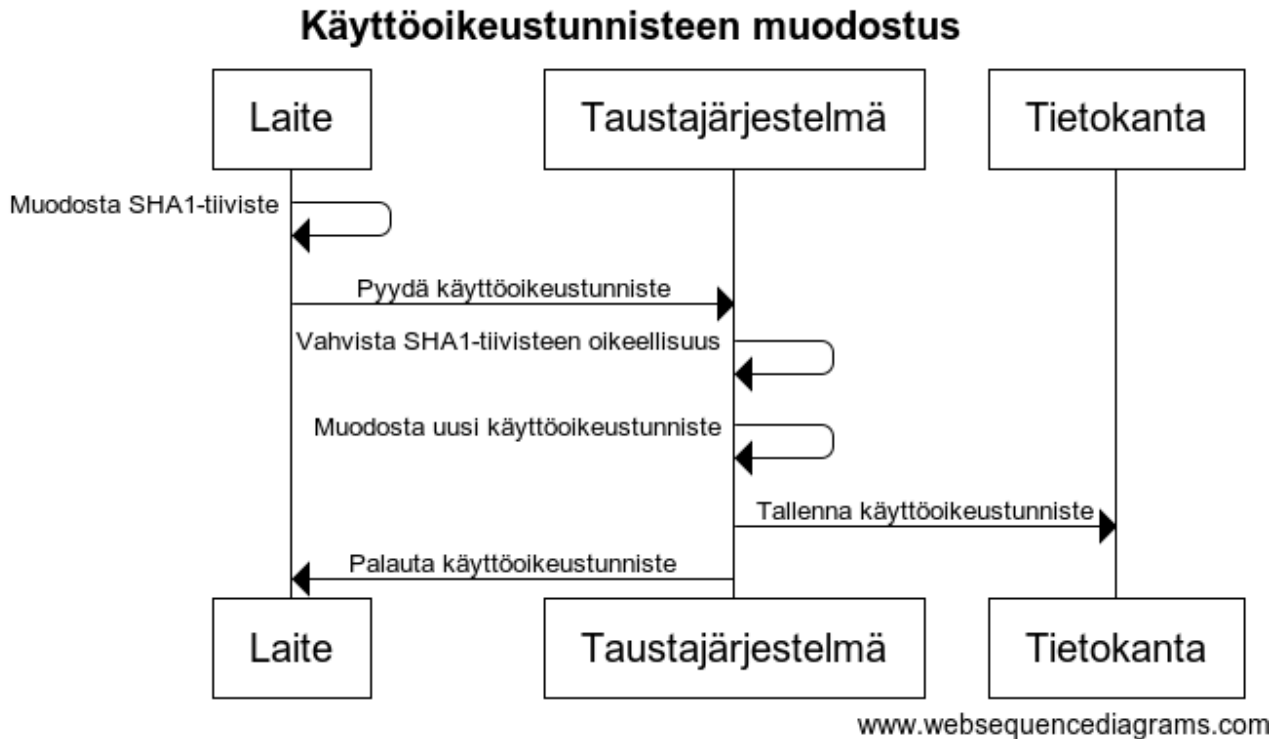 Käyttöoikeustunnisteen muodostus
Laite
Taustajärjestelmä
Tietokanta
Muodosta SHA1-tiiviste
Pyydä käyttöoikeustunniste
Vahvista SHA1-tiivisteen oikeellisuus
Muodosta uusi käyttöoikeustunniste
Tallenna käyttöoikeustunniste
Palauta käyttöoikeustunniste
Laite
Taustajärjestelmä
Tietokanta
www.websequencediagrams.com